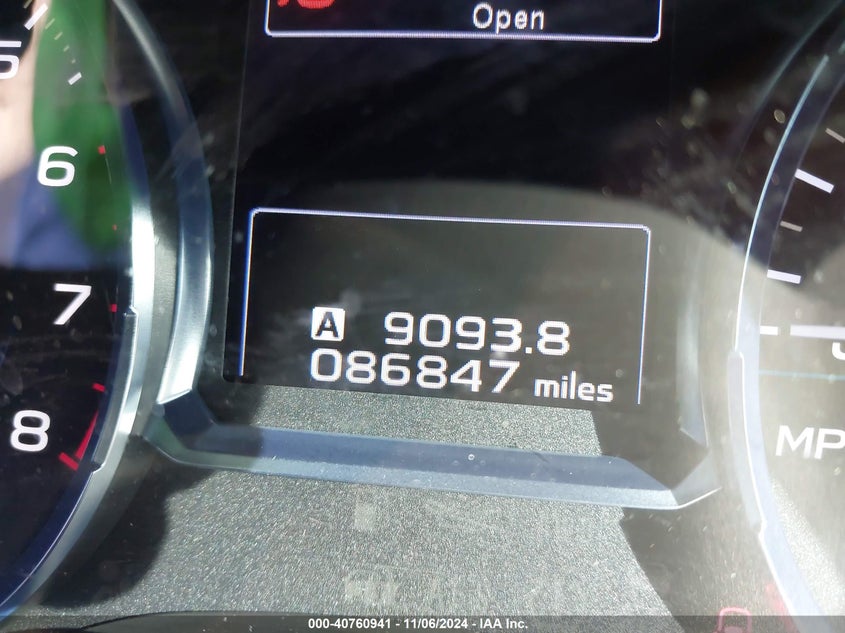 Open
5
6
7
8
A 9093.8
086847 miles
MP
000-40760941 - 11/06/2024 - IAA Inc.